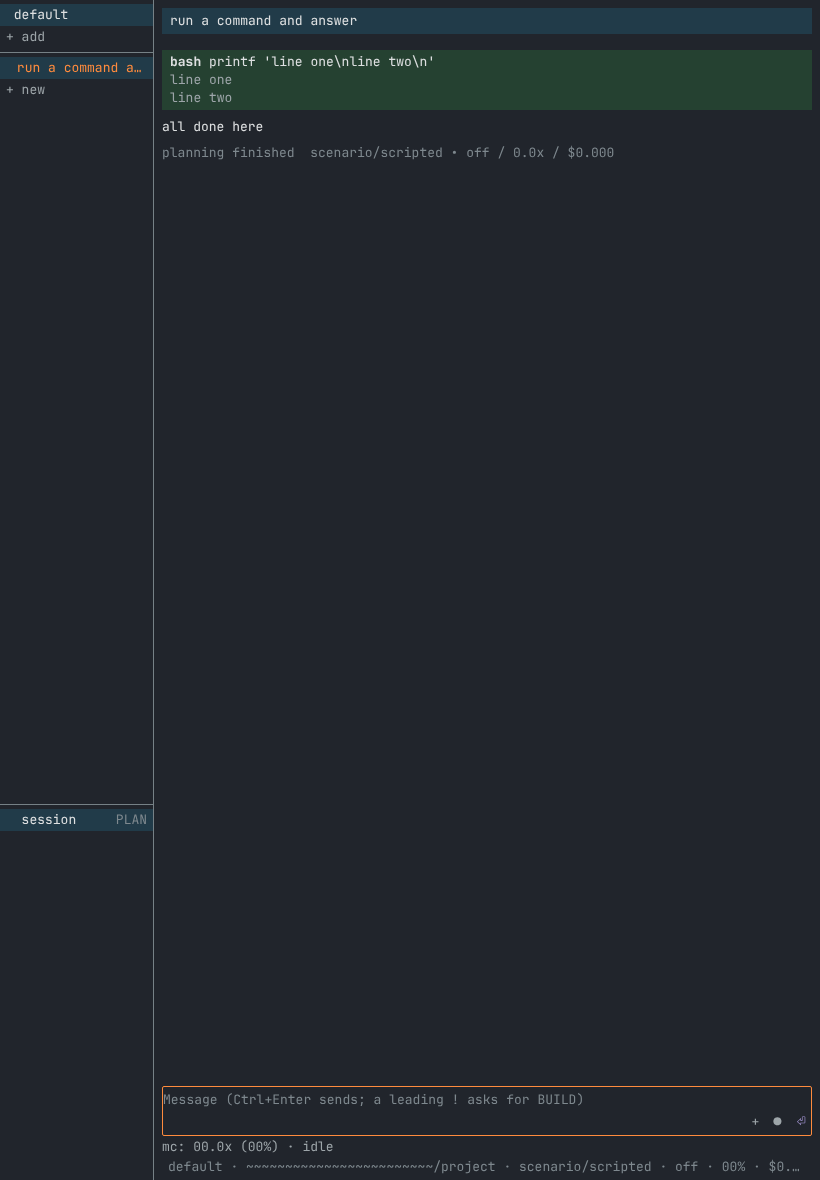 default
+ add
run a command a…
+ new
session PLAN
run a command and answer
bash printf 'line one\nline two\n'
line one
line two
all done here
planning finished scenario/scripted • off / 0.0x / $0.000
Message (Ctrl+Enter sends; a leading ! asks for BUILD)
+ ● ⏎
mc: 00.0x (00%) · idle
default · ~~~~~~~~~~~~~~~~~~~~~~~~/project · scenario/scripted · off · 00% · $0.…